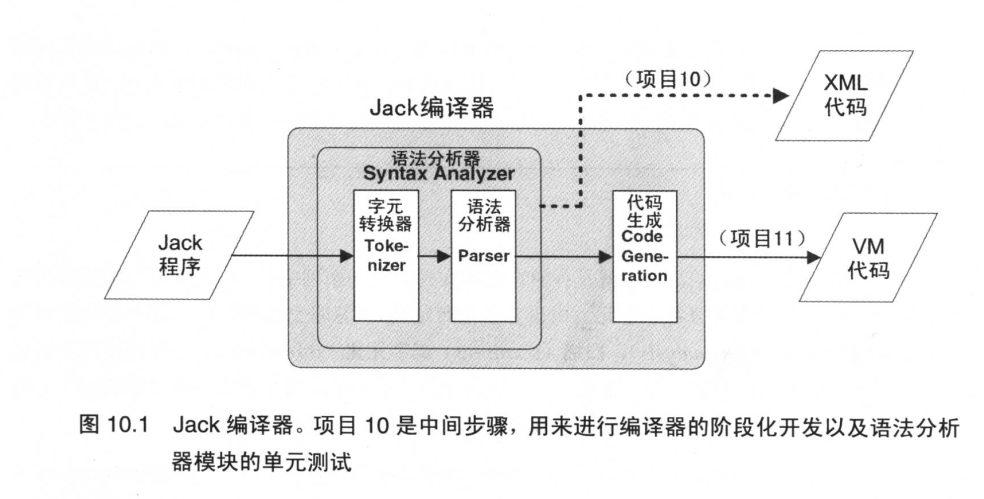 (项目10)
XML
代码
Jack编译器
语法分析器
Syntax Analyzer
字元
转换器
Toke-
nizer
语法
分析器
Parser
代码
生成
Code
Gene-
ration
Jack
程序
(项目11)
VM
代码
图 10.1 Jack 编译器。项目 10 是中间步骤，用来进行编译器的阶段化开发以及语法分析
器模块的单元测试